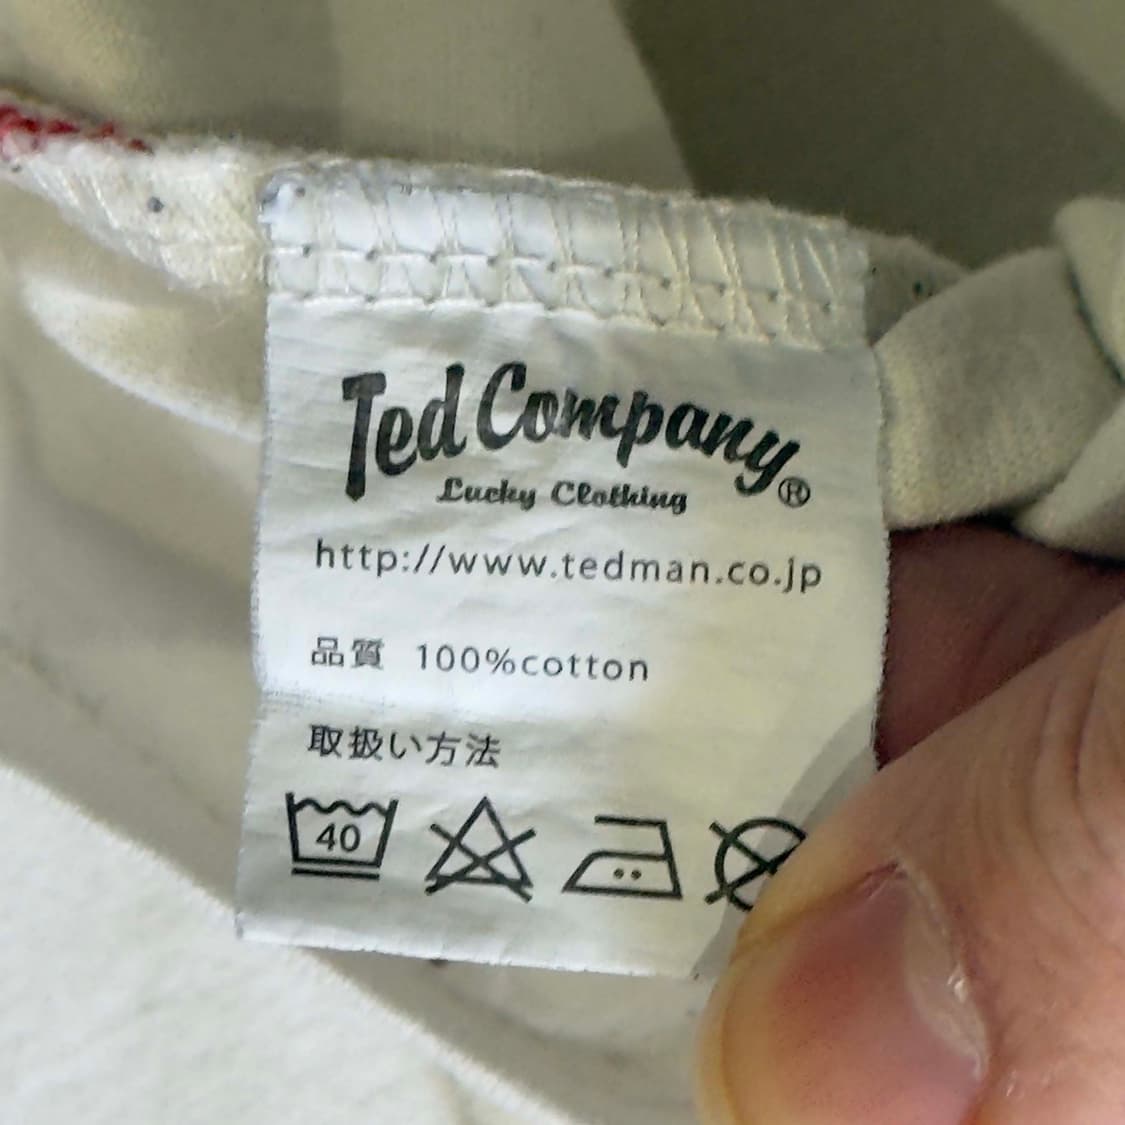 Ted Company®
Lucky Clothing
http://www.tedman.co.jp
品質 100%cotton
取扱い方法
40